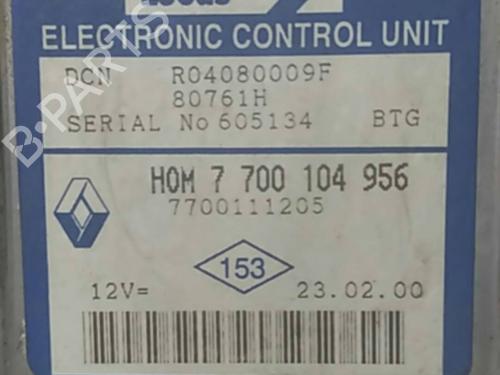 ELECTRONIC CONTROL UNIT
DCN R04080009F
80761H
SERIAL No 605134 BTG
HOM 7 700 104 956
7700111205
153
12V= 23.02.00
B-PARTS